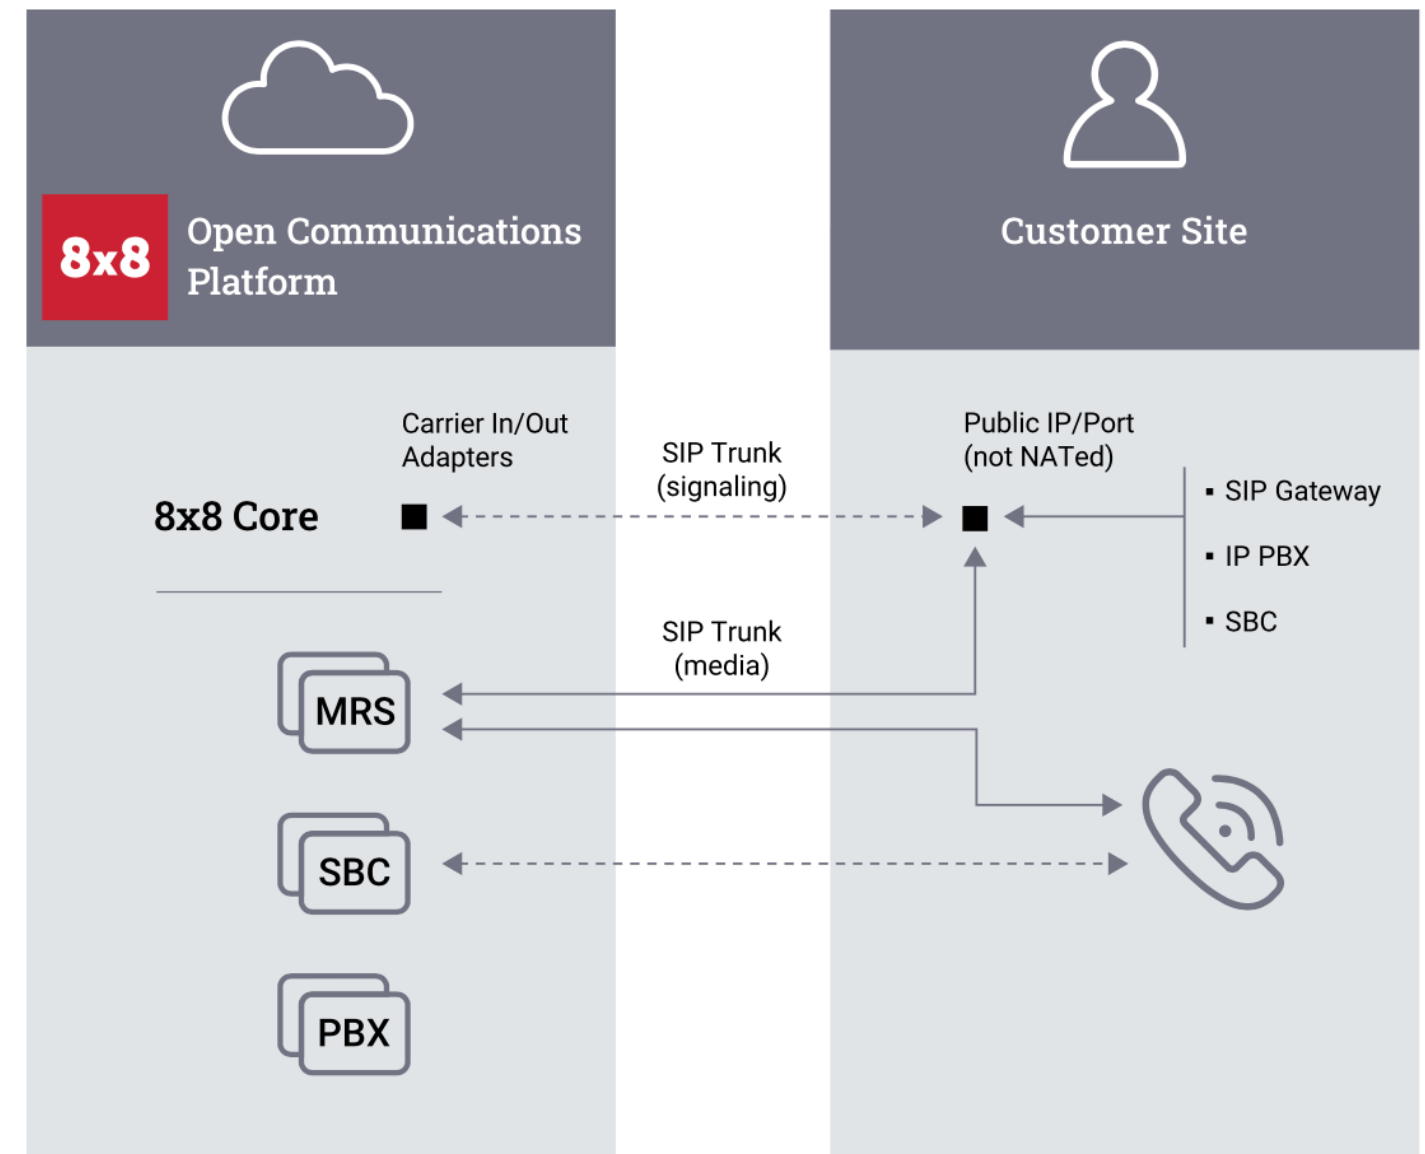 8x8
Open Communications
Platform
Customer Site
Carrier In/Out
Adapters
8x8 Core
SIP Trunk
(signaling)
Public IP/Port
(not NATed)
▪ SIP Gateway
▪ IP PBX
▪ SBC
SIP Trunk
(media)
MRS
SBC
PBX